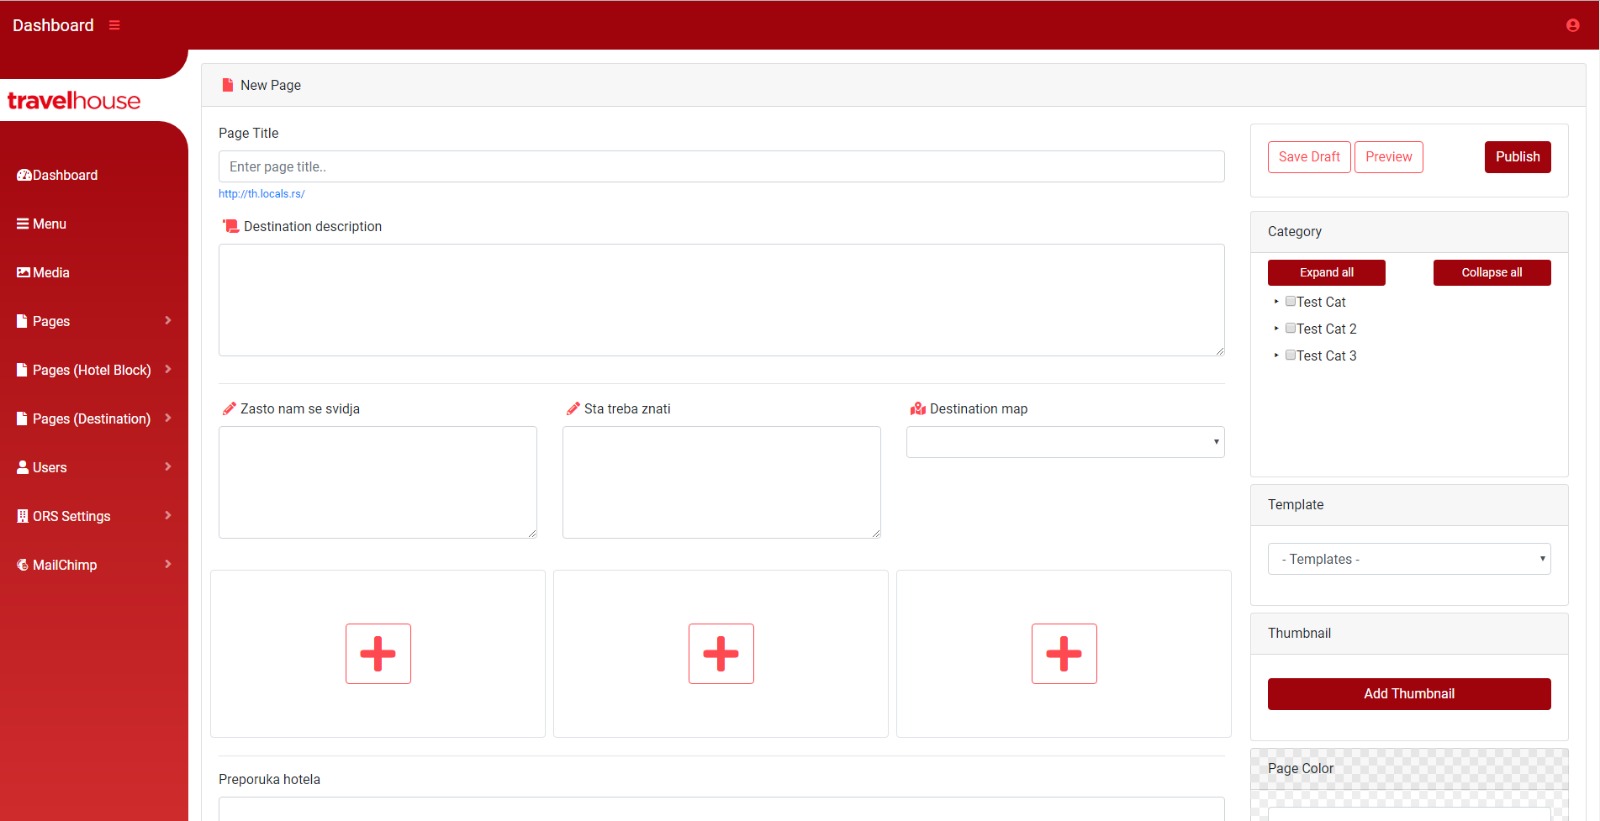 Dashboard
travelhouse
Dashboard
Menu
Media
Pages
Pages (Hotel Block)
Pages (Destination)
Users
ORS Settings
MailChimp
New Page
Page Title
Enter page title..
http://th.locals.rs/
Destination description
Zasto nam se svidja
Sta treba znati
Destination map
Preporuka hotela
Save Draft
Preview
Publish
Category
Expand all
Collapse all
Test Cat
Test Cat 2
Test Cat 3
Template
- Templates -
Thumbnail
Add Thumbnail
Page Color